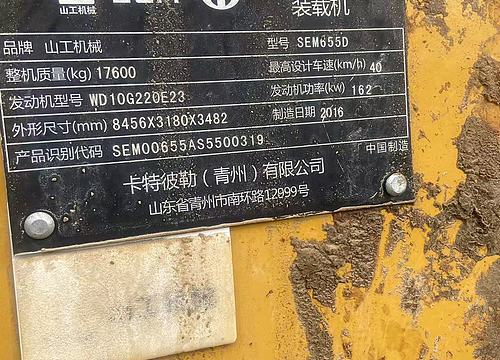 山工机械
装载机
品牌 山工机械 型号 SEM655D
整机质量(kg) 17600 最高设计车速(km/h) 40
发动机型号 WD10G220E23 发动机功率(kw) 162
外形尺寸(mm) 8456X3180X3482 制造日期 2016
产品识别代码 SEM00655AS5500319 中国制造
卡特彼勒（青州）有限公司
山东省青州市南环路12999号